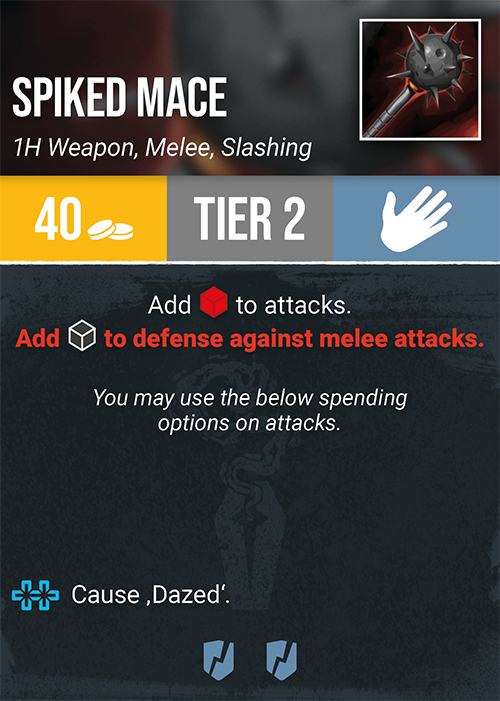 SPIKED MACE
1H Weapon, Melee, Slashing
40
TIER 2
Add to attacks.
Add to defense against melee attacks.
You may use the below spending
options on attacks.
Cause ‚Dazed‘.